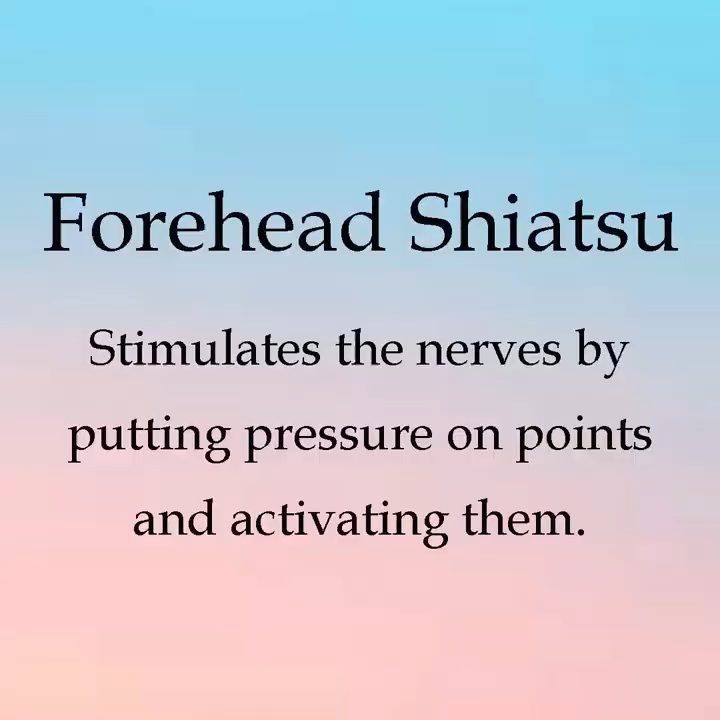 Forehead Shiatsu
Stimulates the nerves by
putting pressure on points
and activating them.